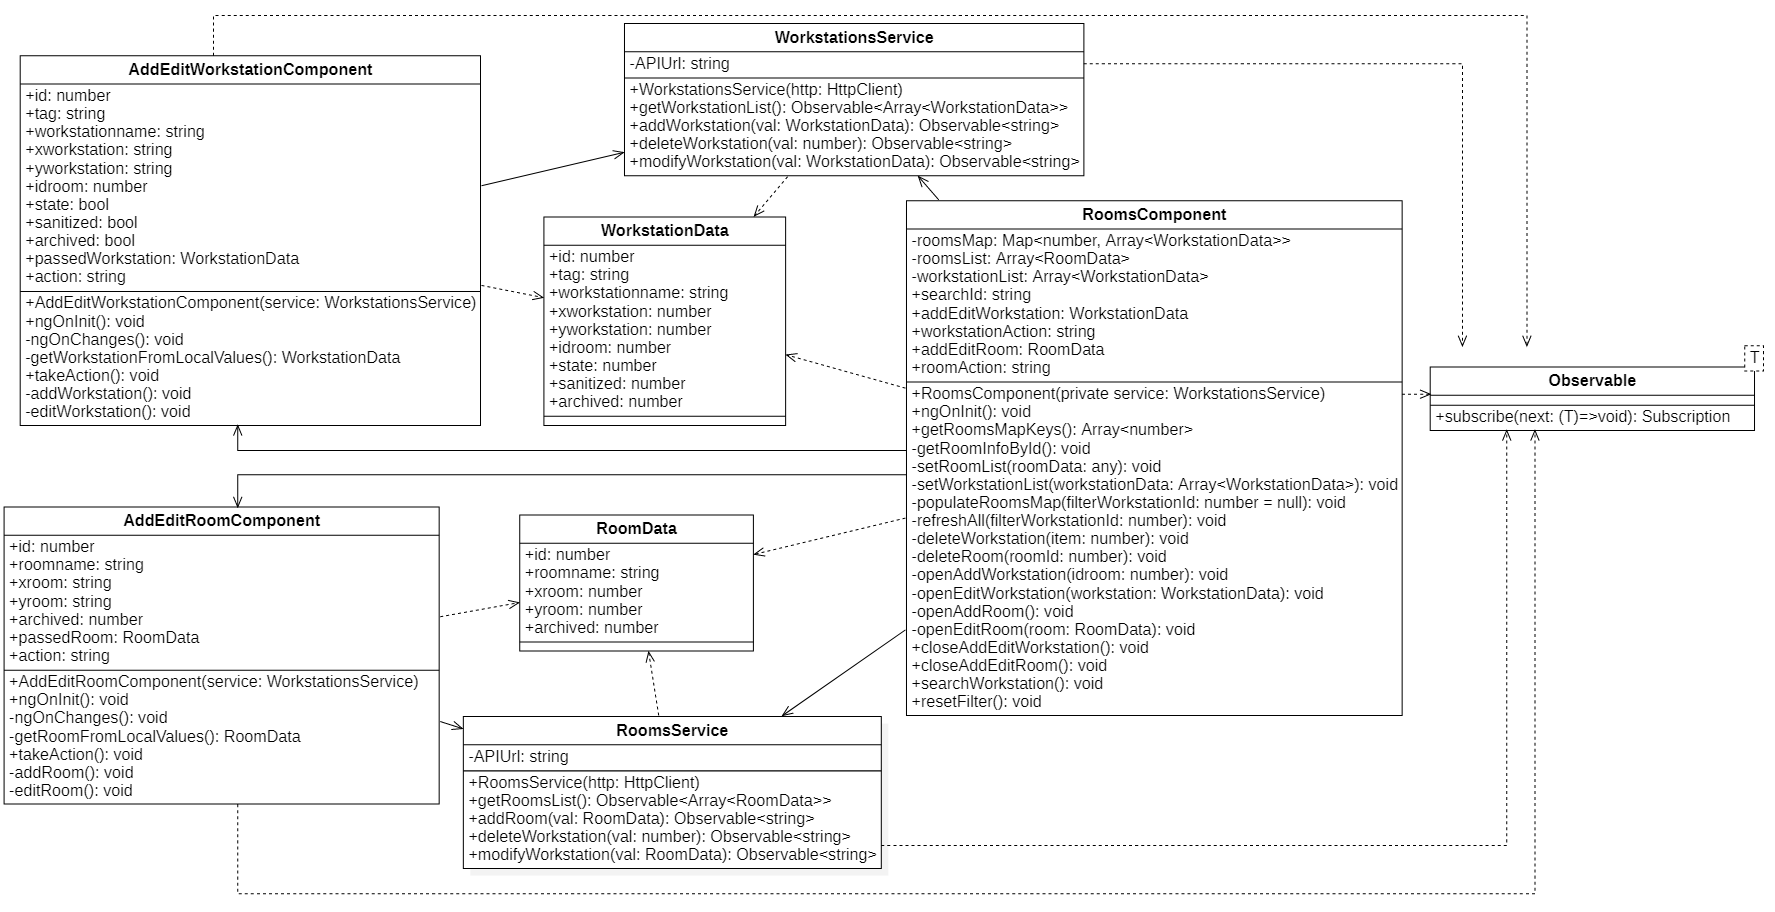 AddEditWorkstationComponent
+id: number
+tag: string
+workstationname: string
+xworkstation: string
+yworkstation: string
+idroom: number
+state: bool
+sanitized: bool
+archived: bool
+passedWorkstation: WorkstationData
+action: string
+AddEditWorkstationComponent(service: WorkstationsService)
+ngOnInit(): void
-ngOnChanges(): void
-getWorkstationFromLocalValues(): WorkstationData
+takeAction(): void
-addWorkstation(): void
-editWorkstation(): void
WorkstationsService
-APIUrl: string
+WorkstationsService(http: HttpClient)
+getWorkstationList(): Observable<Array<WorkstationData>>
+addWorkstation(val: WorkstationData): Observable<string>
+deleteWorkstation(val: number): Observable<string>
+modifyWorkstation(val: WorkstationData): Observable<string>
WorkstationData
+id: number
+tag: string
+workstationname: string
+xworkstation: number
+yworkstation: number
+idroom: number
+state: number
+sanitized: number
+archived: number
RoomsComponent
-roomsMap: Map<number, Array<WorkstationData>>
-roomsList: Array<RoomData>
-workstationList: Array<WorkstationData>
+searchId: string
+addEditWorkstation: WorkstationData
+workstationAction: string
+addEditRoom: RoomData
+roomAction: string
+RoomsComponent(private service: WorkstationsService)
+ngOnInit(): void
+getRoomsMapKeys(): Array<number>
-getRoomInfoById(): void
-setRoomList(roomData: any): void
-setWorkstationList(workstationData: Array<WorkstationData>): void
-populateRoomsMap(filterWorkstationId: number = null): void
-refreshAll(filterWorkstationId: number): void
-deleteWorkstation(item: number): void
-deleteRoom(roomId: number): void
-openAddWorkstation(idroom: number): void
-openEditWorkstation(workstation: WorkstationData): void
-openAddRoom(): void
-openEditRoom(room: RoomData): void
+closeAddEditWorkstation(): void
+closeAddEditRoom(): void
+searchWorkstation(): void
+resetFilter(): void
T
Observable
+subscribe(next: (T)=>void): Subscription
AddEditRoomComponent
+id: number
+roomname: string
+xroom: string
+yroom: string
+archived: number
+passedRoom: RoomData
+action: string
+AddEditRoomComponent(service: WorkstationsService)
+ngOnInit(): void
-ngOnChanges(): void
-getRoomFromLocalValues(): RoomData
+takeAction(): void
-addRoom(): void
-editRoom(): void
RoomData
+id: number
+roomname: string
+xroom: number
+yroom: number
+archived: number
RoomsService
-APIUrl: string
+RoomsService(http: HttpClient)
+getRoomsList(): Observable<Array<RoomData>>
+addRoom(val: RoomData): Observable<string>
+deleteWorkstation(val: number): Observable<string>
+modifyWorkstation(val: RoomData): Observable<string>